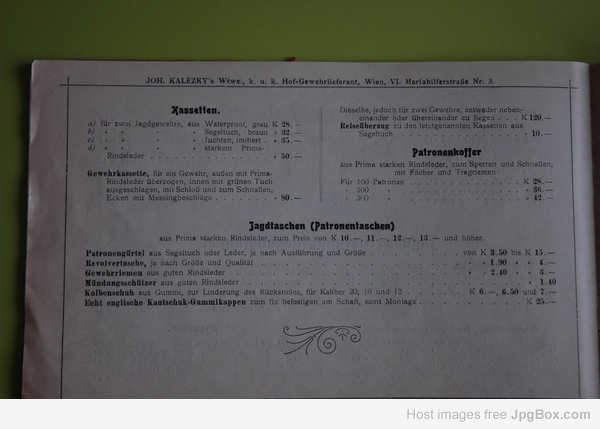 JOH. KALEZKY's Wtwe., k. u. k. Hof-Gewehrlieferant, Wien, VI. Mariahilferstraße Nr. 3.
Kassetten.
a) für zwei Jagdgewehre, aus Waterproof, grau K 28.—
b) " " " " Segeltuch, braun " 32.—
c) " " " " Juchten, imitiert . " 35.—
d) " " " " starkem Prima-
Rindsleder . . . . . . . . . . . . " 50.—
Gewehrkassette, für ein Gewehr, außen mit Prima-
Rindsleder überzogen, innen mit grünen Tuch
ausgeschlagen, mit Schloß und zum Schnallen,
Ecken mit Messingbeschläge . . . . . . " 80.—
Dieselbe, jedoch für zwei Gewehre, entweder neben-
einander oder übereinander zu liegen . . . K 120.—
Reiseüberzug zu den letztgenannten Kassetten aus
Segeltuch . . . . . . . . . . . . " 10.—
Patronenkoffer
aus Prima starken Rindsleder, zum Sperren und Schnallen,
mit Fächer und Tragriemen:
Für 100 Patronen . . . . . . . . . . K 28.—
" 200 " . . . . . . . . . . " 36.—
" 300 " . . . . . . . . . . " 42.—
Jagdtaschen (Patronentaschen)
aus Prima starken Rindsleder, zum Preis von K 10.—, 11.—, 12.—, 13.— und höher.
Patronengürtel aus Segeltuch oder Leder, je nach Ausführung und Größe . . . . . . . von K 3.50 bis K 15.—
Revolvertasche, je nach Größe und Qualität . . . . . . . . . . " " 1.90 " " 4.—
Gewehrriemen aus guten Rindsleder . . . . . . . . . . " " 2.40 " " 3.—
Mündungsschützer aus guten Rindsleder . . . . . . . . . . " 1.40
Kolbenschuh aus Gummi, zur Linderung des Rückstoßes, für Kaliber 20, 16 und 12 . . . . K 6.—, 6.50 und 7.—
Echt englische Kautschuk-Gummikappen zum fix befestigen am Schaft, samt Montage . . . . . . K 25.—
Host images free JpgBox.com